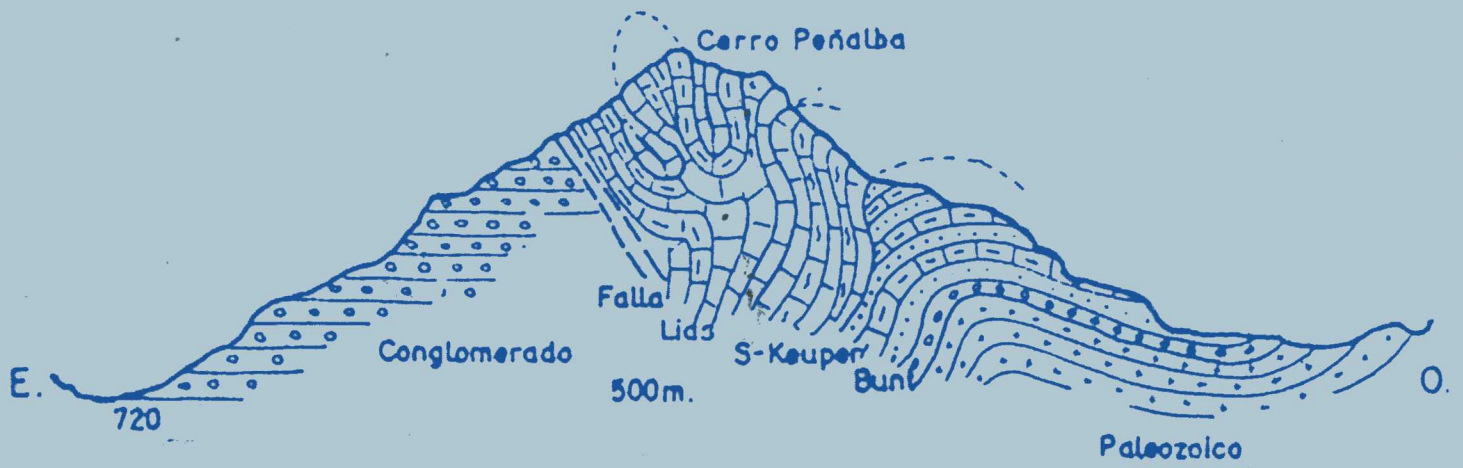 Cerro Peñalba
Falla
Lias
S-Keuper
Bunt
Conglomerado
500m.
E.
O.
720
Paleozoico